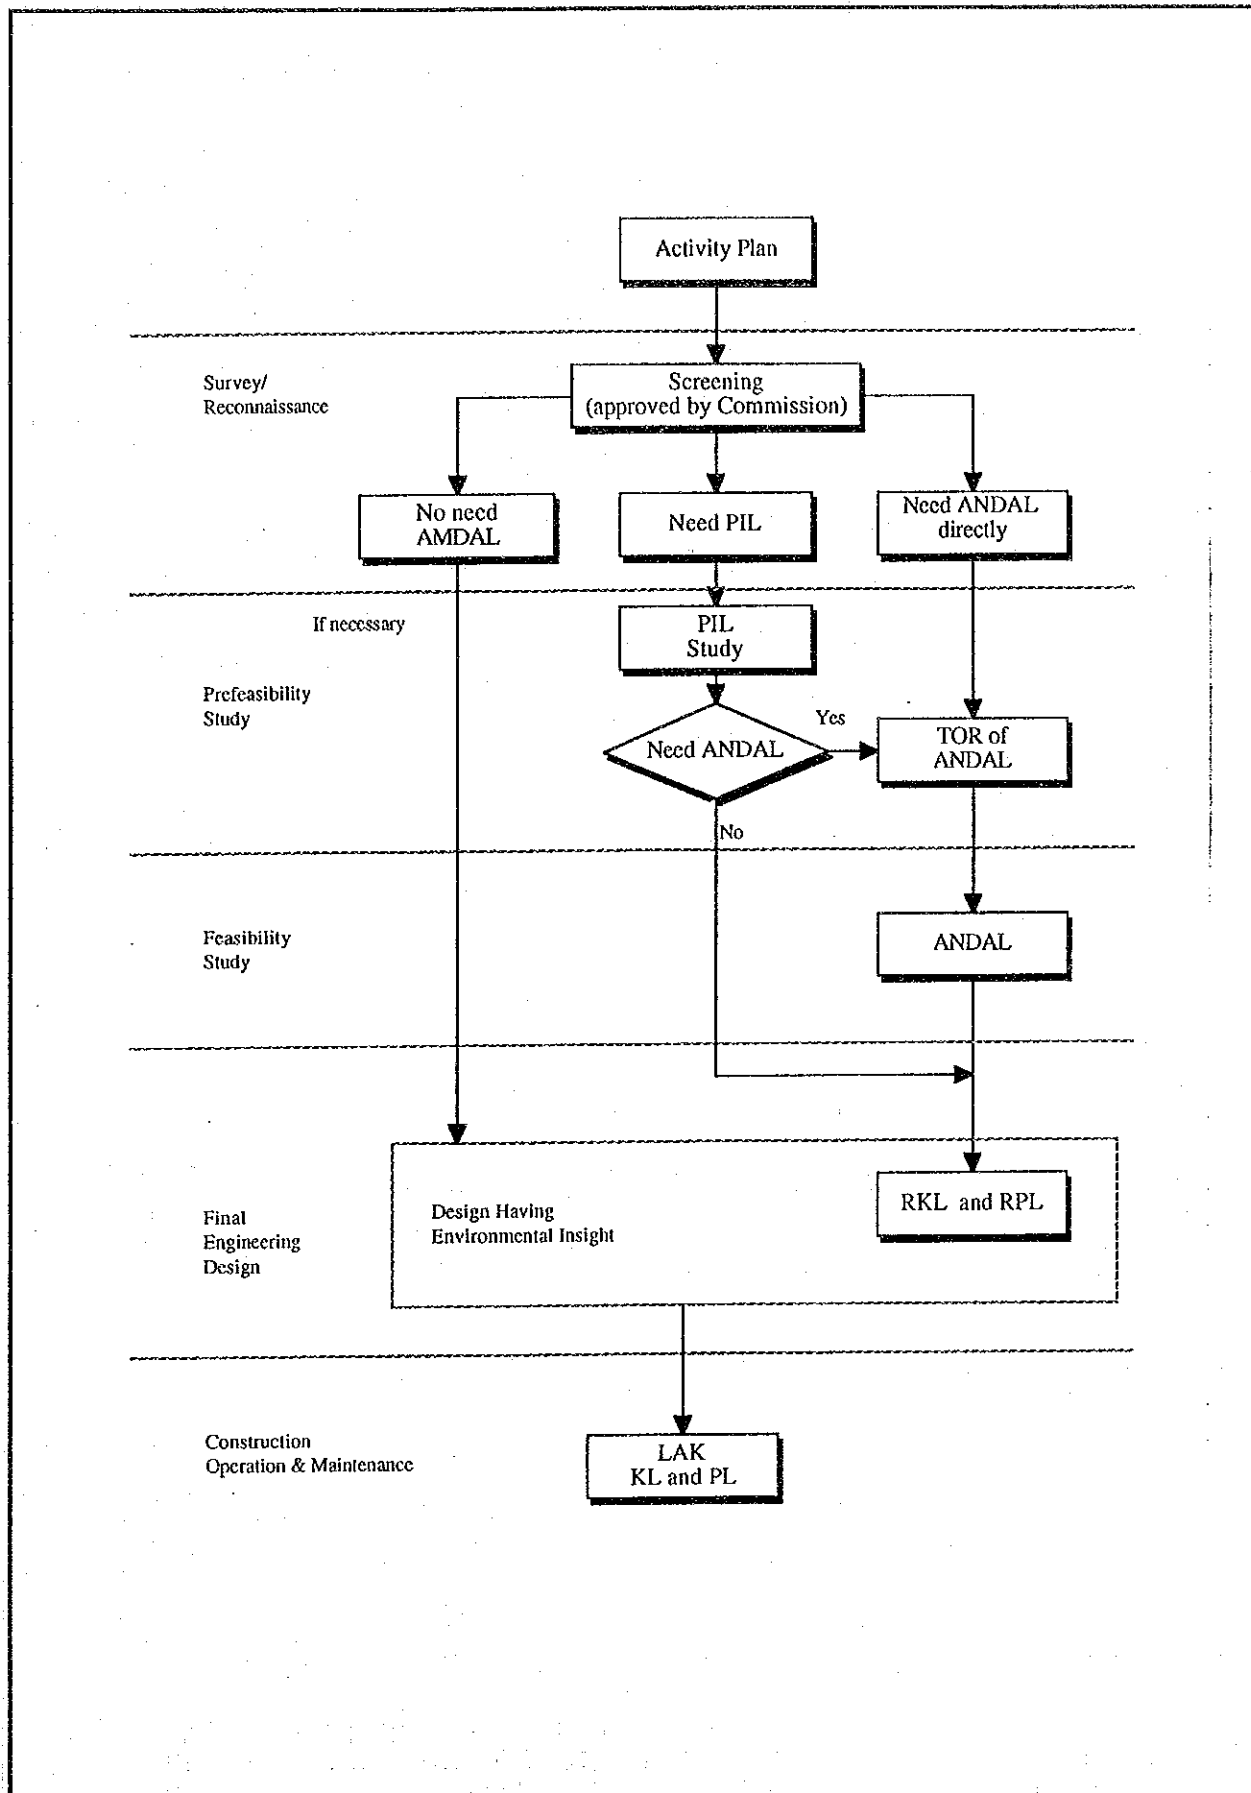 Activity Plan
Survey/
Reconnaissance
Screening
(approved by Commission)
No need
AMDAL
Need PIL
Need ANDAL
directly
If necessary
PIL
Study
Prefeasibility
Study
Need ANDAL
Yes
TOR of
ANDAL
No
Feasibility
Study
ANDAL
Final
Engineering
Design
Design Having
Environmental Insight
RKL and RPL
Construction
Operation & Maintenance
LAK
KL and PL